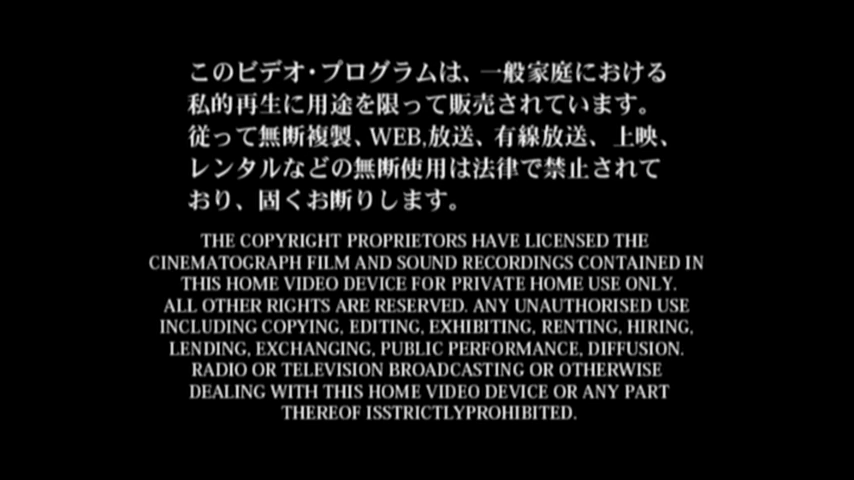 このビデオ・プログラムは、一般家庭における
私的再生に用途を限って販売されています。
従って無断複製、WEB,放送、有線放送、上映、
レンタルなどの無断使用は法律で禁止されて
おり、固くお断りします。
THE COPYRIGHT PROPRIETORS HAVE LICENSED THE
CINEMATOGRAPH FILM AND SOUND RECORDINGS CONTAINED IN
THIS HOME VIDEO DEVICE FOR PRIVATE HOME USE ONLY.
ALL OTHER RIGHTS ARE RESERVED. ANY UNAUTHORISED USE
INCLUDING COPYING, EDITING, EXHIBITING, RENTING, HIRING,
LENDING, EXCHANGING, PUBLIC PERFORMANCE, DIFFUSION.
RADIO OR TELEVISION BROADCASTING OR OTHERWISE
DEALING WITH THIS HOME VIDEO DEVICE OR ANY PART
THEREOF ISSTRICTLYPROHIBITED.